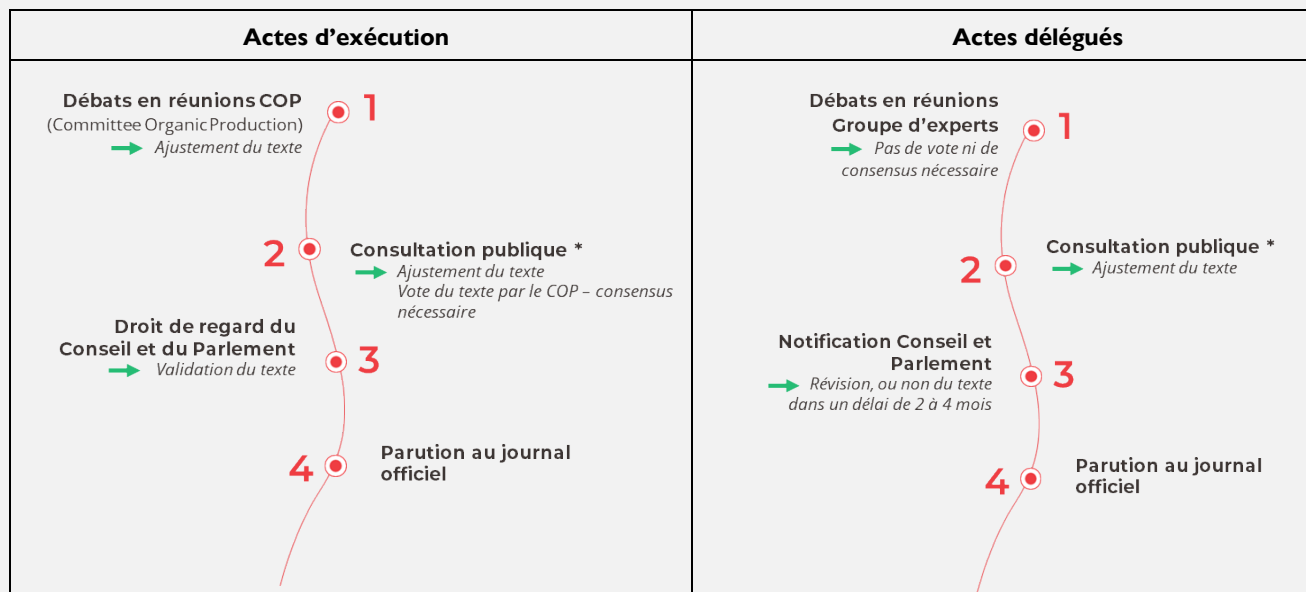 Actes d’exécution
Débats en réunions COP
(Committee Organic Production)
Ajustement du texte
1
2
Consultation publique *
Ajustement du texte
Vote du texte par le COP – consensus
nécessaire
Droit de regard du
Conseil et du Parlement
Validation du texte
3
4
Parution au journal
officiel
Actes délégués
Débats en réunions
Groupe d’experts
Pas de vote ni de
consensus nécessaire
1
2
Consultation publique *
Ajustement du texte
Notification Conseil et
Parlement
Révision, ou non du texte
dans un délai de 2 à 4 mois
3
4
Parution au journal
officiel